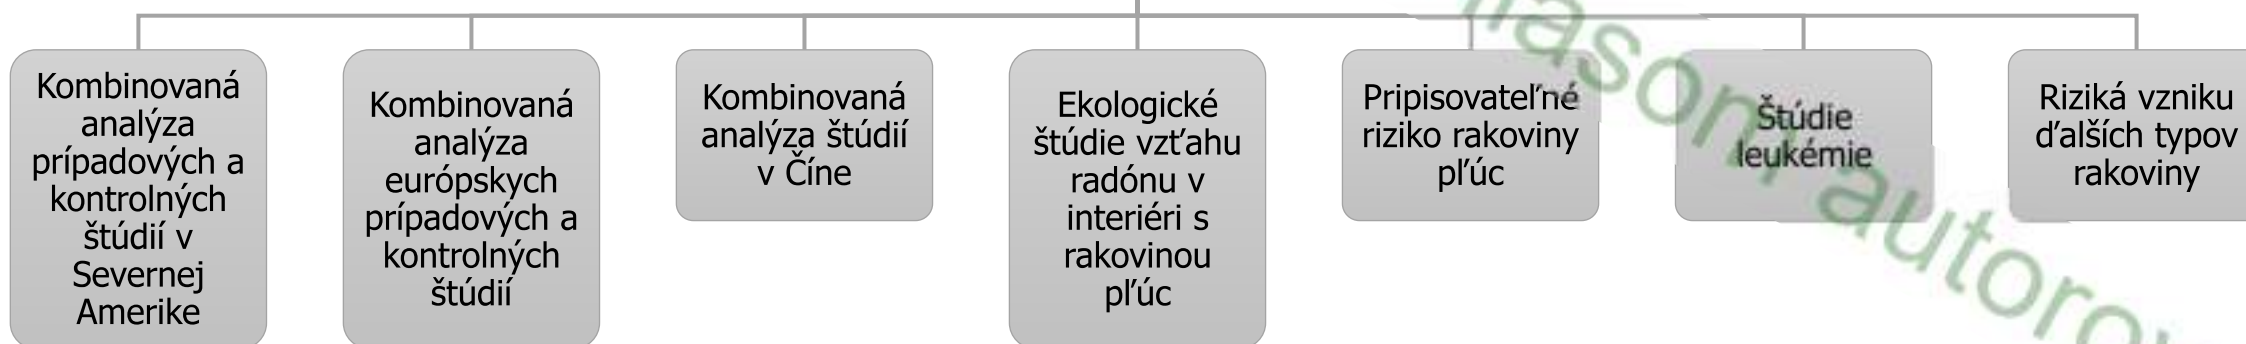 Kombinovaná
analýza
prípadových a
kontrolných
štúdií v
Severnej
Amerike
Kombinovaná
analýza
európskych
prípadových a
kontrolných
štúdií
Kombinovaná
analýza štúdií
v Číne
Ekologické
štúdie vzťahu
radónu v
interiéri s
rakovinou
pľúc
Pripisovateľné
riziko rakoviny
pľúc
Štúdie
leukémie
Riziká vzniku
ďalších typov
rakoviny